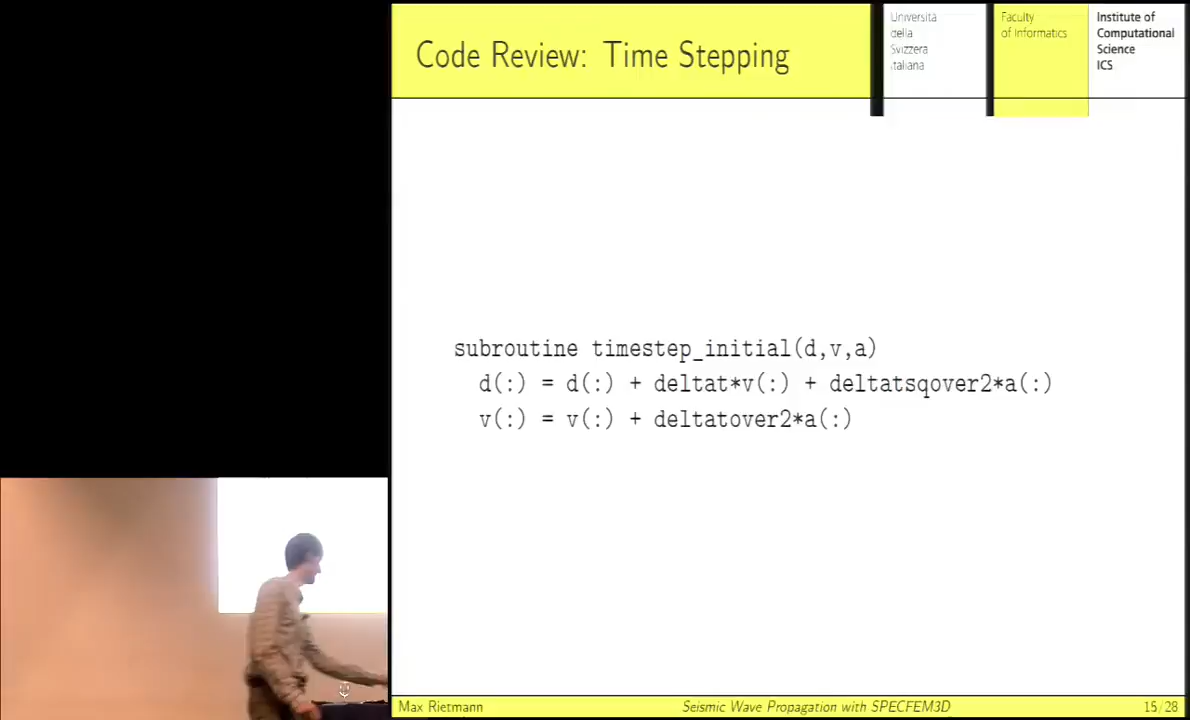 Code Review: Time Stepping
Università
della
Svizzera
italiana
Faculty
of Informatics
Institute of
Computational
Science
ICS
subroutine timestep_initial(d,v,a)
d(:) = d(:) + deltat*v(:) + deltatsqover2*a(:)
v(:) = v(:) + deltatover2*a(:)
Max Rietmann
Seismic Wave Propagation with SPECFEM3D
15/28